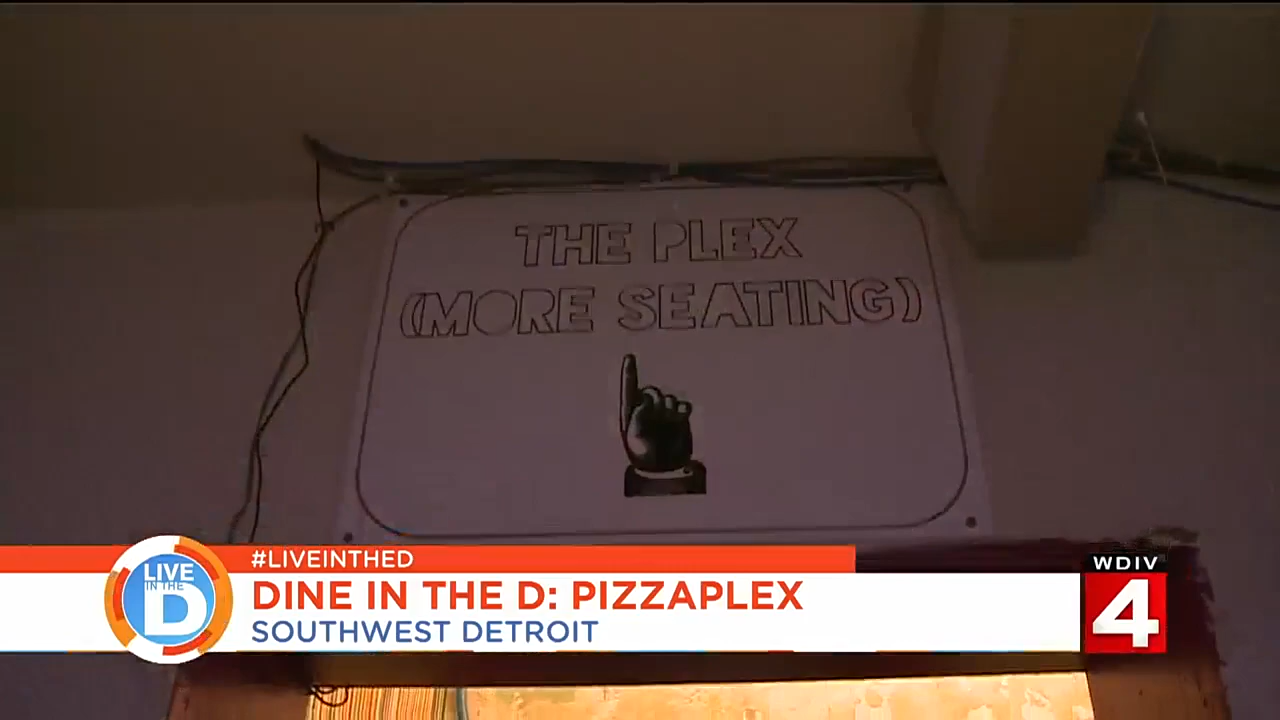 THE PLEX
(MORE SEATING)
#LIVEINTHED
LIVE
IN THE
D
DINE IN THE D: PIZZAPLEX
SOUTHWEST DETROIT
WDIV
4